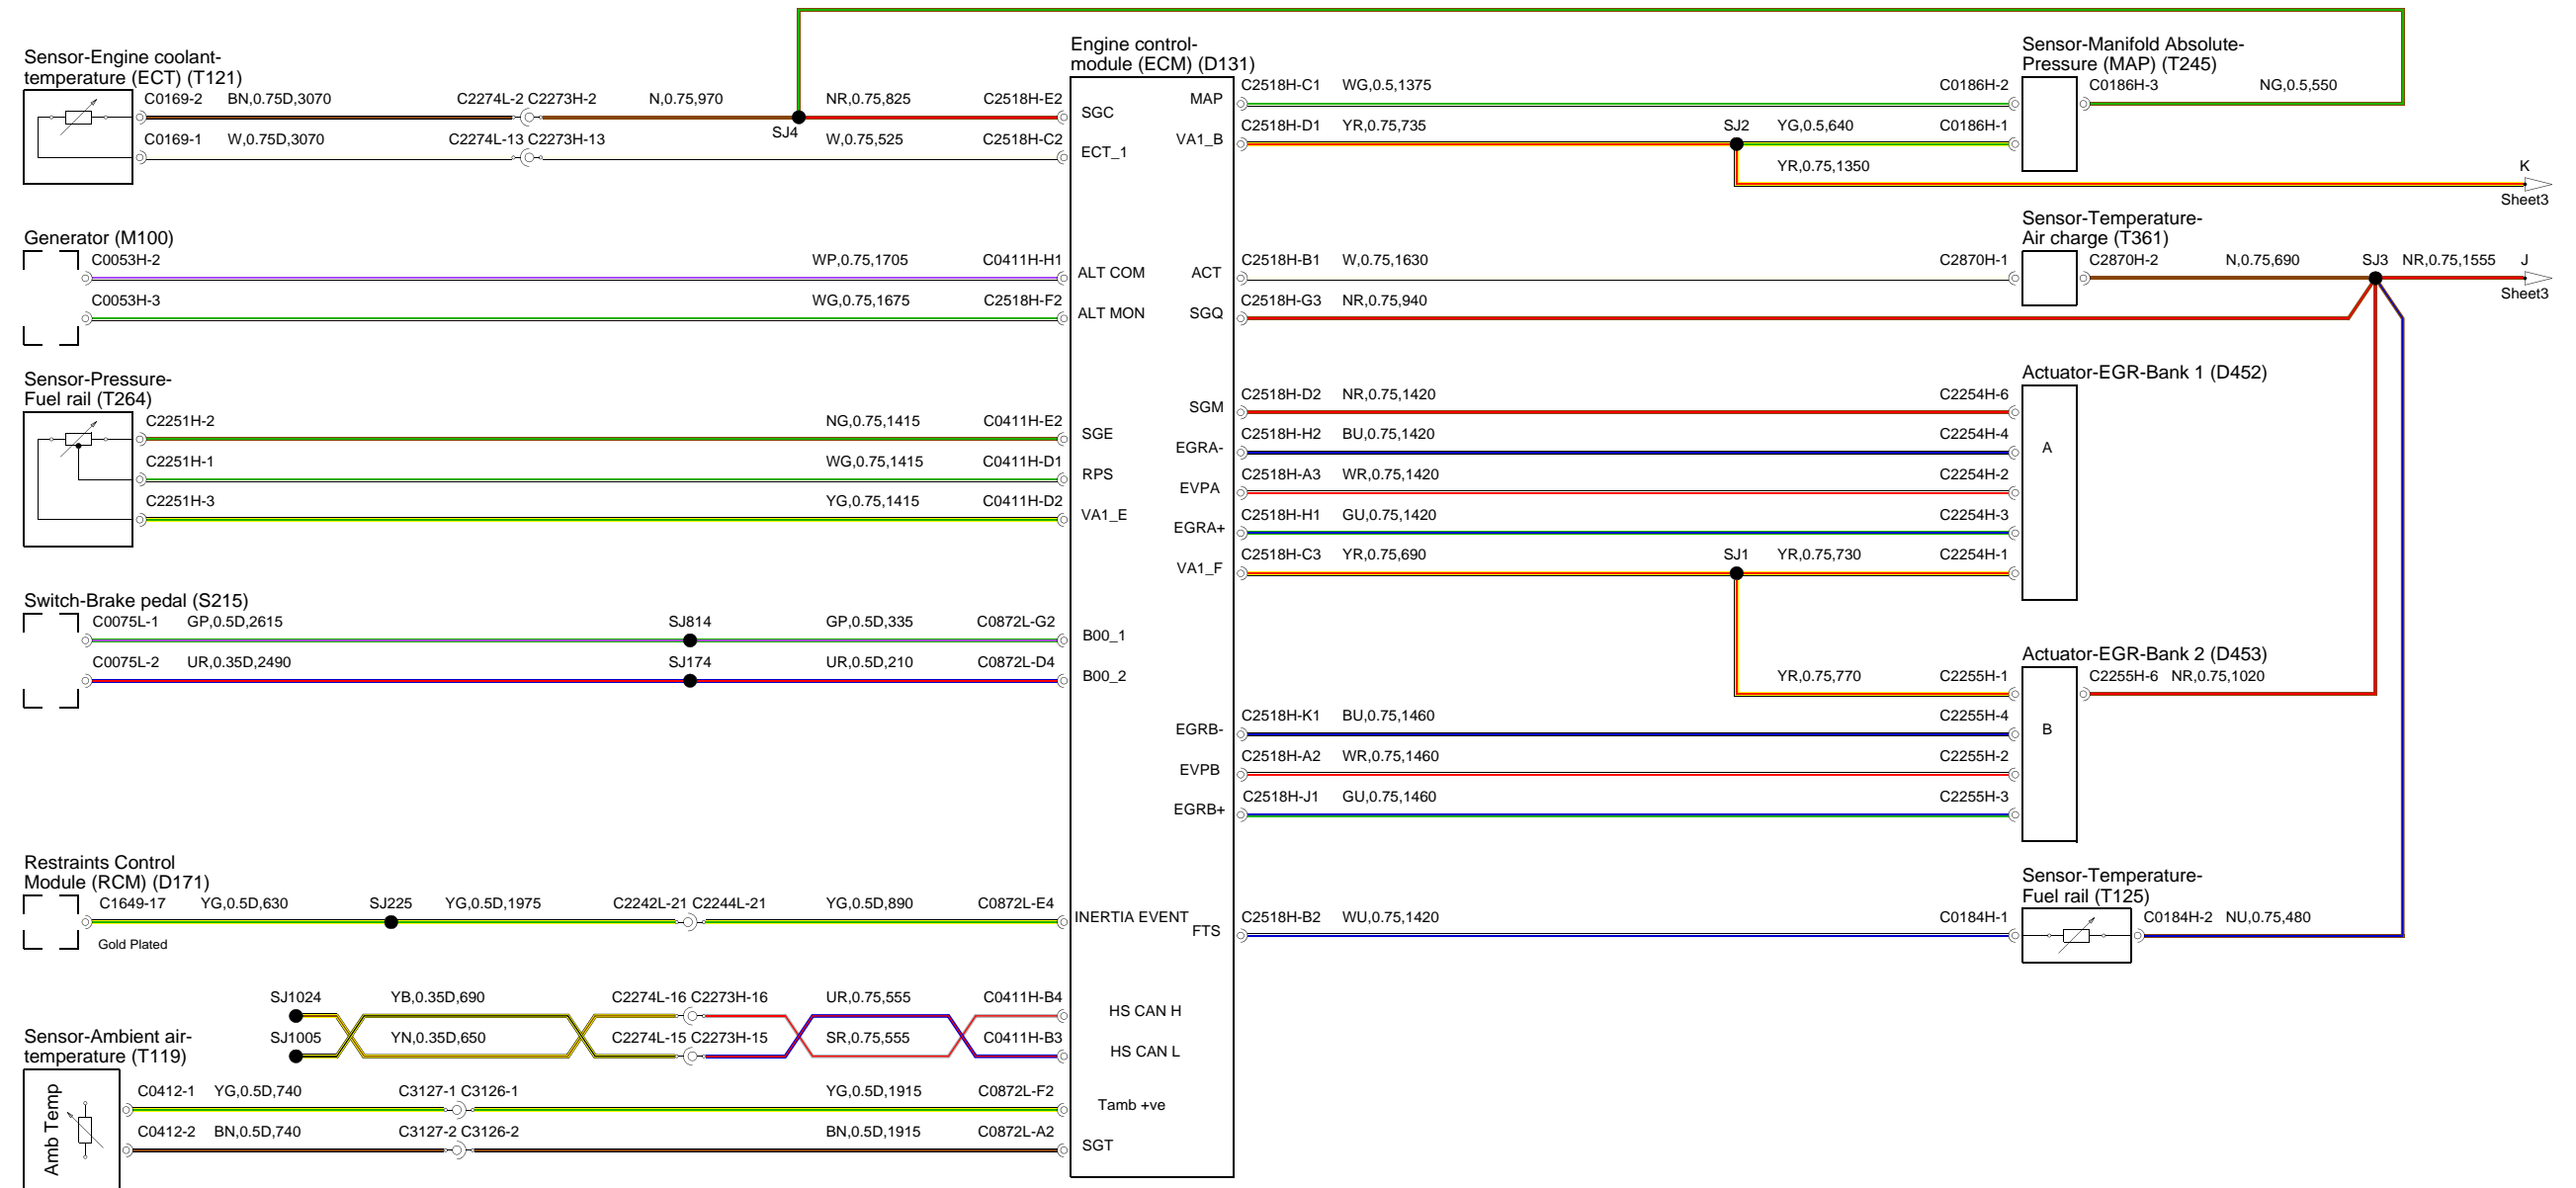 Sensor-Engine coolant-
temperature (ECT) (T121)
C0169-2 BN,0.75D,3070 C2274L-2 C2273H-2 N,0.75,970 NR,0.75,825 C2518H-E2
SJ4
C0169-1 W,0.75D,3070 C2274L-13 C2273H-13 W,0.75,525 C2518H-C2
Generator (M100)
C0053H-2 WP,0.75,1705 C0411H-H1
C0053H-3 WG,0.75,1675 C2518H-F2
Sensor-Pressure-
Fuel rail (T264)
C2251H-2 NG,0.75,1415 C0411H-E2
C2251H-1 WG,0.75,1415 C0411H-D1
C2251H-3 YG,0.75,1415 C0411H-D2
Switch-Brake pedal (S215)
C0075L-1 GP,0.5D,2615 SJ814 GP,0.5D,335 C0872L-G2
C0075L-2 UR,0.35D,2490 SJ174 UR,0.5D,210 C0872L-D4
Restraints Control
Module (RCM) (D171)
C1649-17 YG,0.5D,630 SJ225 YG,0.5D,1975 C2242L-21 C2244L-21 YG,0.5D,890 C0872L-E4
Gold Plated
SJ1024 YB,0.35D,690 C2274L-16 C2273H-16 UR,0.75,555 C0411H-B4
SJ1005 YN,0.35D,650 C2274L-15 C2273H-15 SR,0.75,555 C0411H-B3
Sensor-Ambient air-
temperature (T119)
Amb Temp
C0412-1 YG,0.5D,740 C3127-1 C3126-1 YG,0.5D,1915 C0872L-F2
C0412-2 BN,0.5D,740 C3127-2 C3126-2 BN,0.5D,1915 C0872L-A2
Engine control-
module (ECM) (D131)
SGC
ECT_1
ALT COM
ALT MON
SGE
RPS
VA1_E
B00_1
B00_2
INERTIA EVENT
HS CAN H
HS CAN L
Tamb +ve
SGT
MAP
VA1_B
ACT
SGQ
SGM
EGRA-
EVPA
EGRA+
VA1_F
EGRB-
EVPB
EGRB+
FTS
Sensor-Manifold Absolute-
Pressure (MAP) (T245)
C2518H-C1 WG,0.5,1375 C0186H-2 C0186H-3 NG,0.5,550
C2518H-D1 YR,0.75,735 SJ2 YG,0.5,640 C0186H-1
YR,0.75,1350 K
Sheet3
Sensor-Temperature-
Air charge (T361)
C2518H-B1 W,0.75,1630 C2870H-1 C2870H-2 N,0.75,690 SJ3 NR,0.75,1555 J
Sheet3
C2518H-G3 NR,0.75,940
Actuator-EGR-Bank 1 (D452)
C2518H-D2 NR,0.75,1420 C2254H-6
C2518H-H2 BU,0.75,1420 C2254H-4
A
C2518H-A3 WR,0.75,1420 C2254H-2
C2518H-H1 GU,0.75,1420 C2254H-3
C2518H-C3 YR,0.75,690 SJ1 YR,0.75,730 C2254H-1
Actuator-EGR-Bank 2 (D453)
YR,0.75,770 C2255H-1 C2255H-6 NR,0.75,1020
C2518H-K1 BU,0.75,1460 C2255H-4
B
C2518H-A2 WR,0.75,1460 C2255H-2
C2518H-J1 GU,0.75,1460 C2255H-3
Sensor-Temperature-
Fuel rail (T125)
C2518H-B2 WU,0.75,1420 C0184H-1 C0184H-2 NU,0.75,480